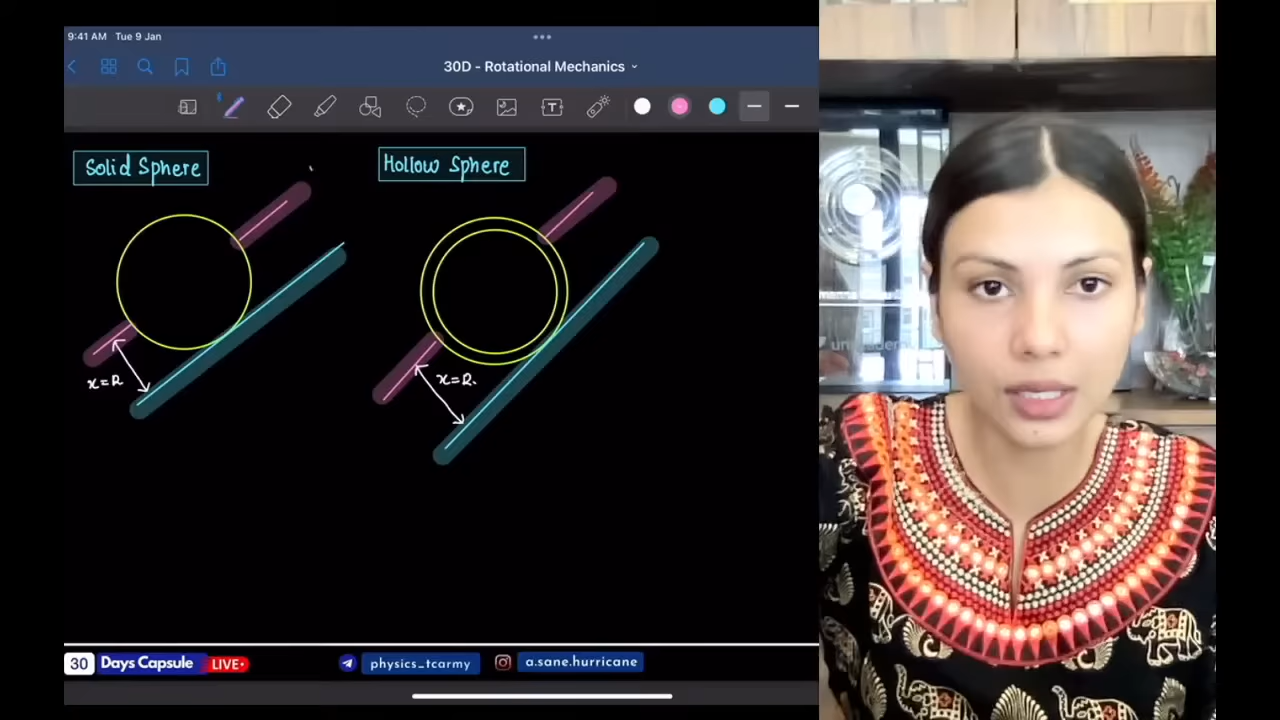 9:41 AM Tue 9 Jan
30D - Rotational Mechanics
T
Solid Sphere
Hollow Sphere
x=R
x=R.
30 Days Capsule LIVE
physics_tcarmy
a.sane.hurricane